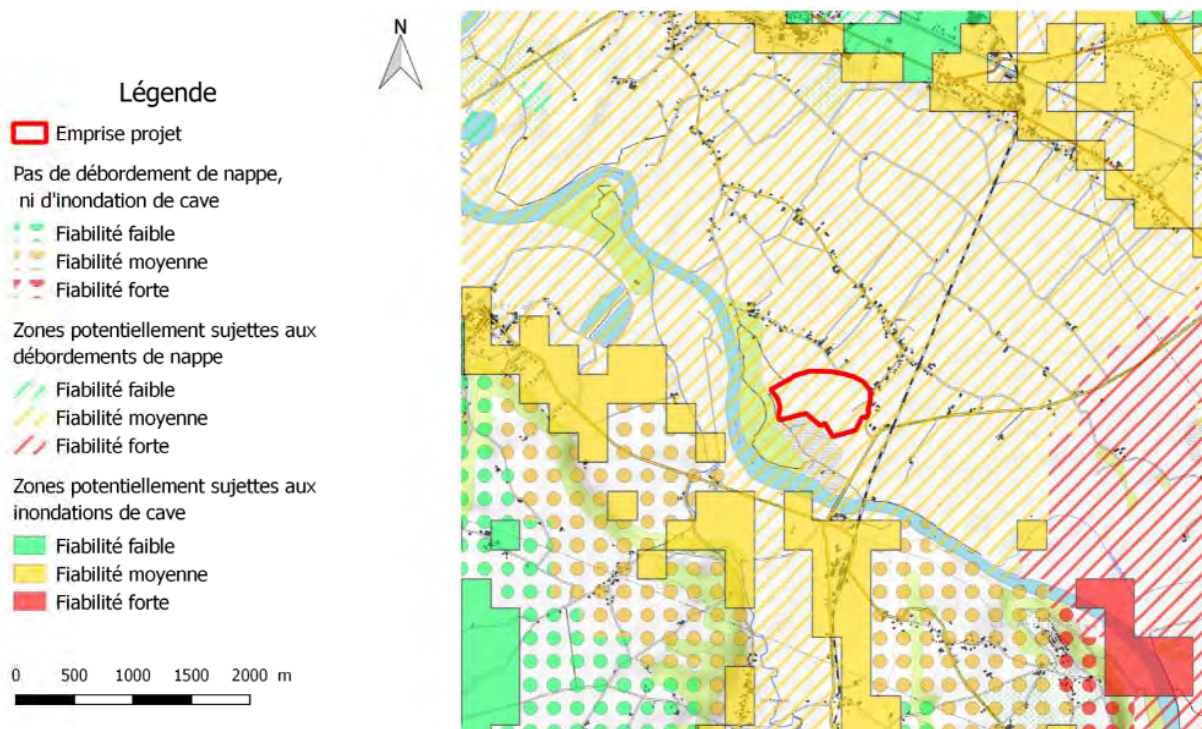 N
Légende
Emprise projet
Pas de débordement de nappe,
ni d'inondation de cave
Fiabilité faible
Fiabilité moyenne
Fiabilité forte
Zones potentiellement sujettes aux
débordements de nappe
Fiabilité faible
Fiabilité moyenne
Fiabilité forte
Zones potentiellement sujettes aux
inondations de cave
Fiabilité faible
Fiabilité moyenne
Fiabilité forte
0 500 1000 1500 2000 m